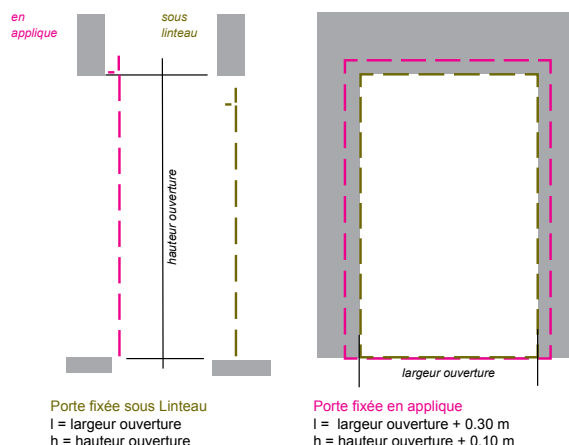 en
applique
sous
linteau
hauteur ouverture
largeur ouverture
Porte fixée sous Linteau
l = largeur ouverture
h = hauteur ouverture
Porte fixée en applique
l =  largeur ouverture + 0.30 m
h = hauteur ouverture + 0.10 m